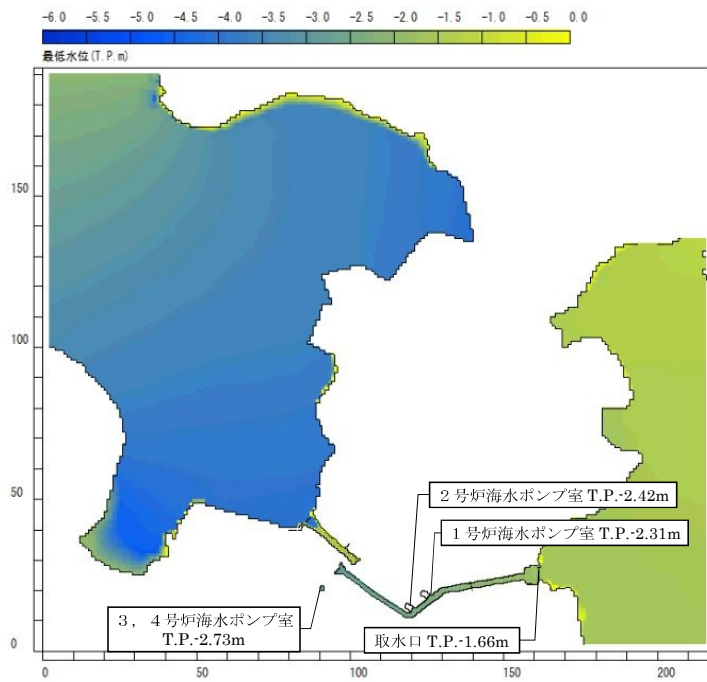 -6.0 -5.5 -5.0 -4.5 -4.0 -3.5 -3.0 -2.5 -2.0 -1.5 -1.0 -0.5 0.0
最低水位(T.P.m)
150
100
50
0
2号炉海水ポンプ室 T.P.-2.42m
1号炉海水ポンプ室 T.P.-2.31m
3，4号炉海水ポンプ室
T.P.-2.73m
取水口 T.P.-1.66m
0 50 100 150 200